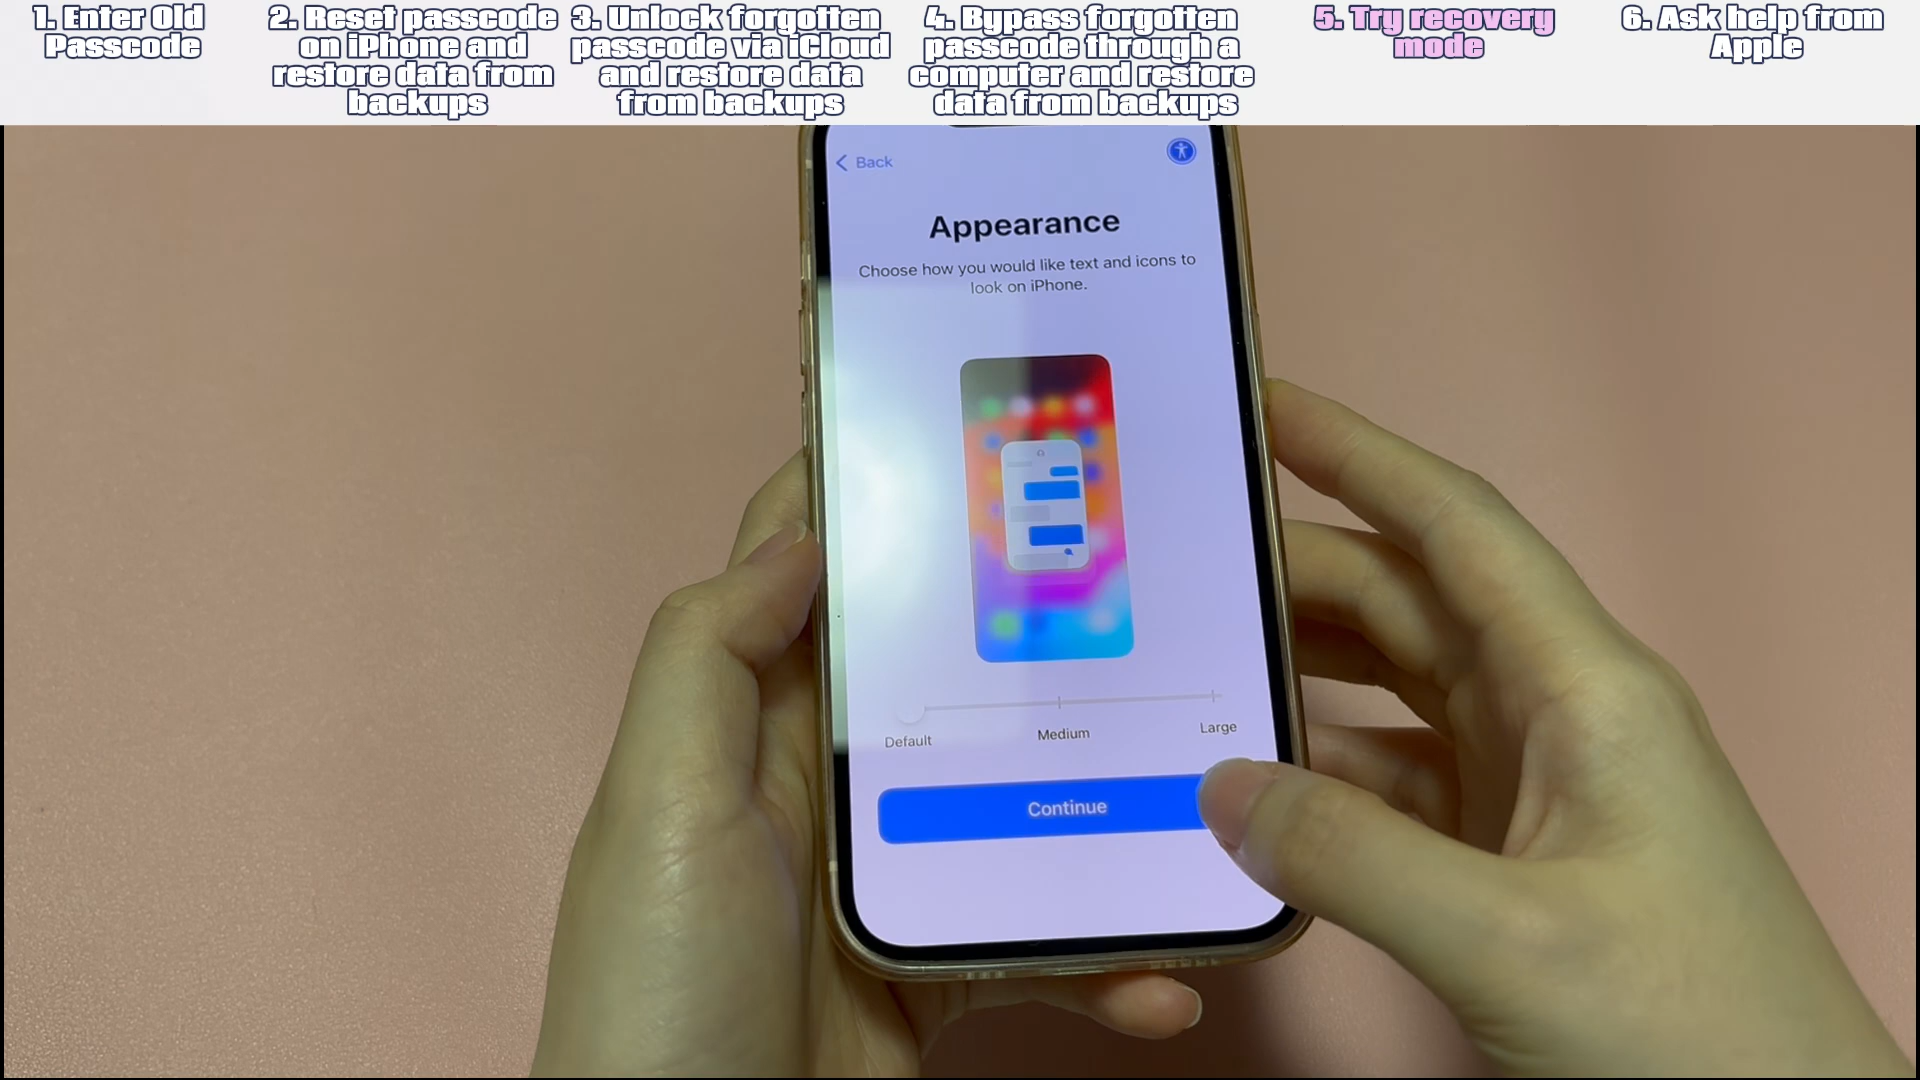 1. Enter Old
Passcode
2. Reset passcode
on iPhone and
restore data from
backups
3. Unlock forgotten
passcode via iCloud
and restore data
from backups
4. Bypass forgotten
passcode through a
computer and restore
data from backups
5. Try recovery
mode
6. Ask help from
Apple
Back
Appearance
Choose how you would like text and icons to
look on iPhone.
Default
Medium
Large
Continue